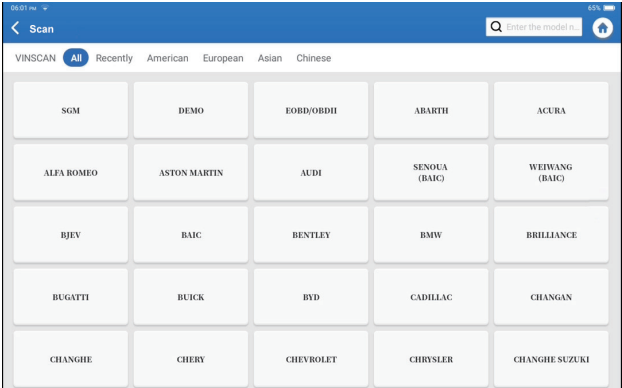 06:01 PM
65%
Scan
Enter the model n...
VINSCAN All Recently American European Asian Chinese
SGM DEMO EOBD/OBDII ABARTH ACURA
ALFA ROMEO ASTON MARTIN AUDI SENOUA (BAIC) WEIWANG (BAIC)
BJEV BAIC BENTLEY BMW BRILLIANCE
BUGATTI BUICK BYD CADILLAC CHANGAN
CHANGHE CHERY CHEVROLET CHRYSLER CHANGHE SUZUKI